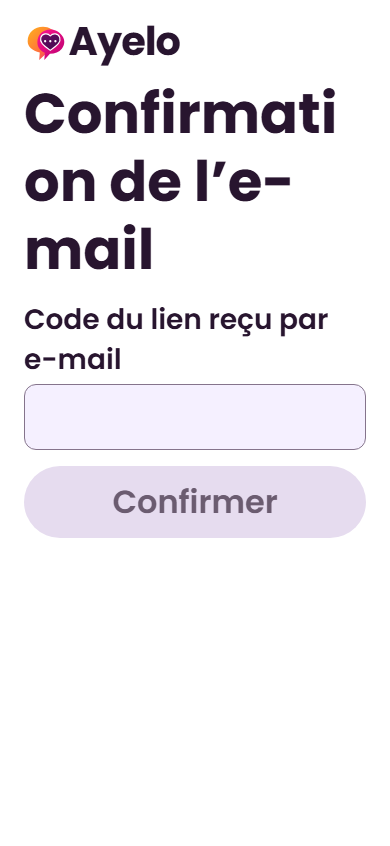 Ayelo
Confirmati
on de l’e-
mail
Code du lien reçu par
e-mail
Confirmer